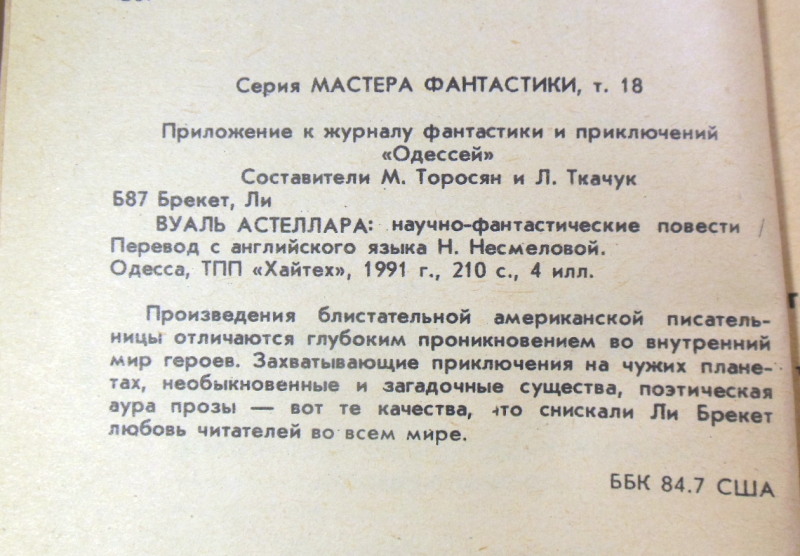 Серия МАСТЕРА ФАНТАСТИКИ, т. 18
Приложение к журналу фантастики и приключений
«Одессей»
Составители М. Торосян и Л. Ткачук
Б87 Брекет, Ли
ВУАЛЬ АСТЕЛЛАРА: научно-фантастические повести /
Перевод с английского языка Н. Несмеловой.
Одесса, ТПП «Хайтех», 1991 г., 210 с., 4 илл.
Произведения блистательной американской писатель-
ницы отличаются глубоким проникновением во внутренний
мир героев. Захватывающие приключения на чужих плане-
тах, необыкновенные и загадочные существа, поэтическая
аура прозы — вот те качества, что снискали Ли Брекет
любовь читателей во всем мире.
ББК 84.7 США